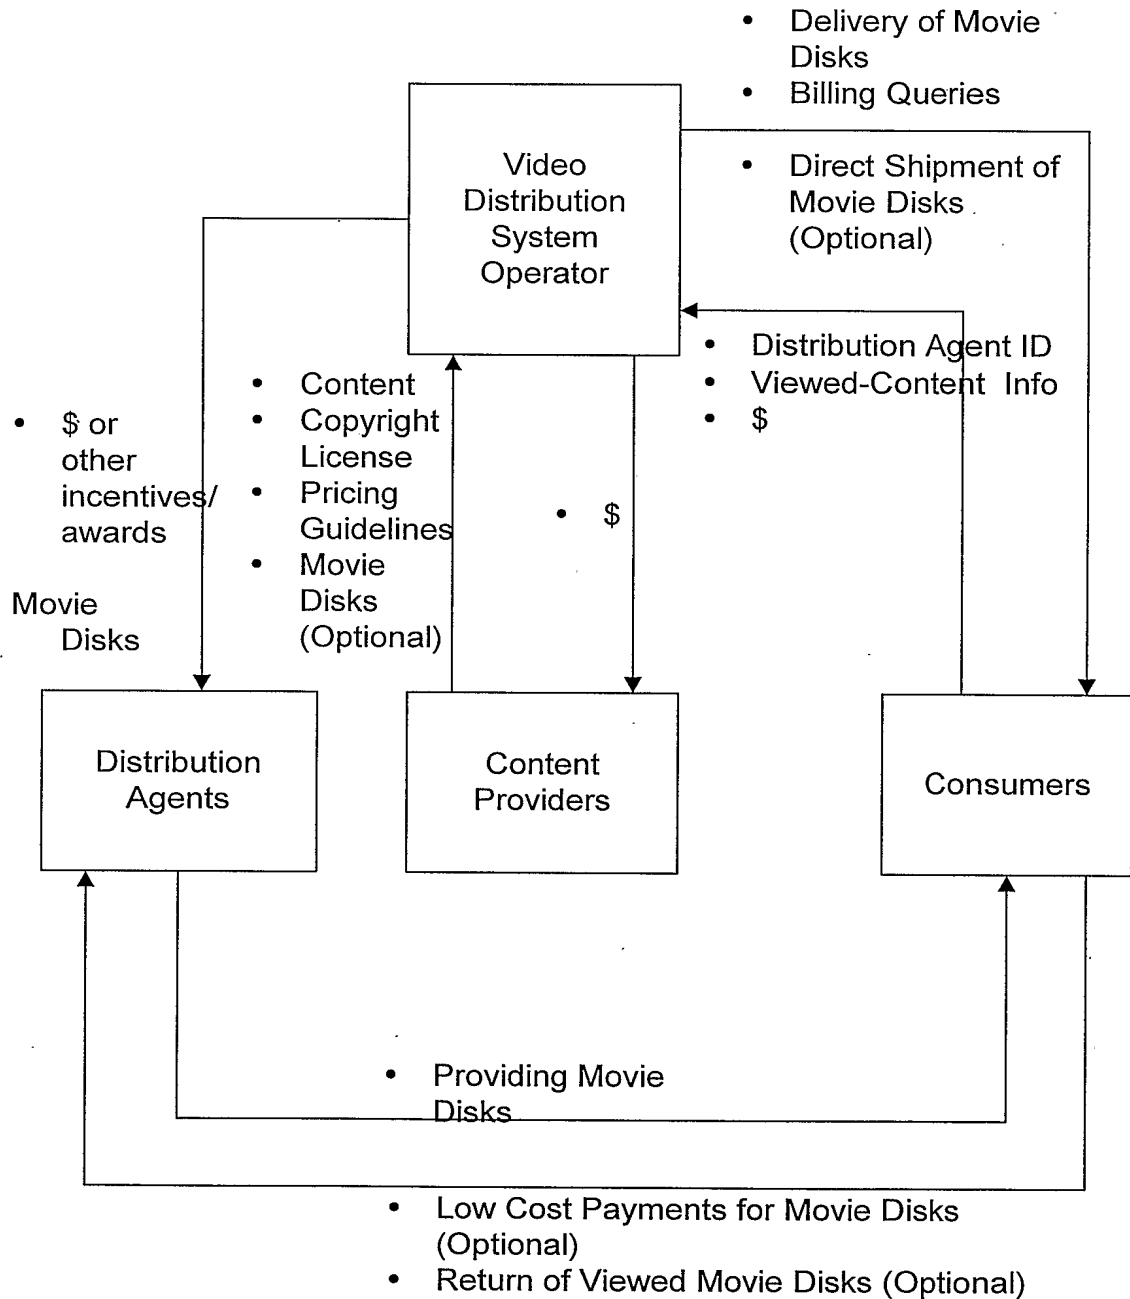 • Delivery of Movie
Disks
• Billing Queries
Video
Distribution
System
Operator
• Direct Shipment of
Movie Disks
(Optional)
• Distribution Agent ID
• Viewed-Content Info
• $
• $ or
other
incentives/
awards
Movie
Disks
• Content
• Copyright
License
• Pricing
Guidelines
• Movie
Disks
(Optional)
• $
Distribution
Agents
Content
Providers
Consumers
• Providing Movie
Disks
• Low Cost Payments for Movie Disks
(Optional)
• Return of Viewed Movie Disks (Optional)